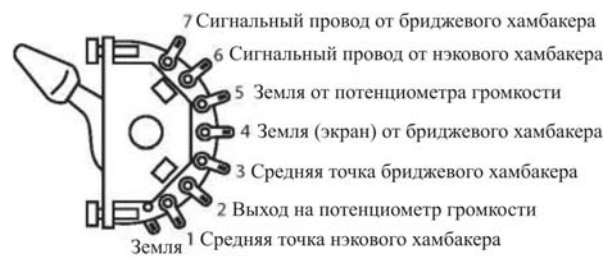 7 Сигнальный провод от бриджевого хамбакера
6 Сигнальный провод от нэкового хамбакера
5 Земля от потенциометра громкости
4 Земля (экран) от бриджевого хамбакера
3 Средняя точка бриджевого хамбакера
2 Выход на потенциометр громкости
1 Средняя точка нэкового хамбакера
Земля